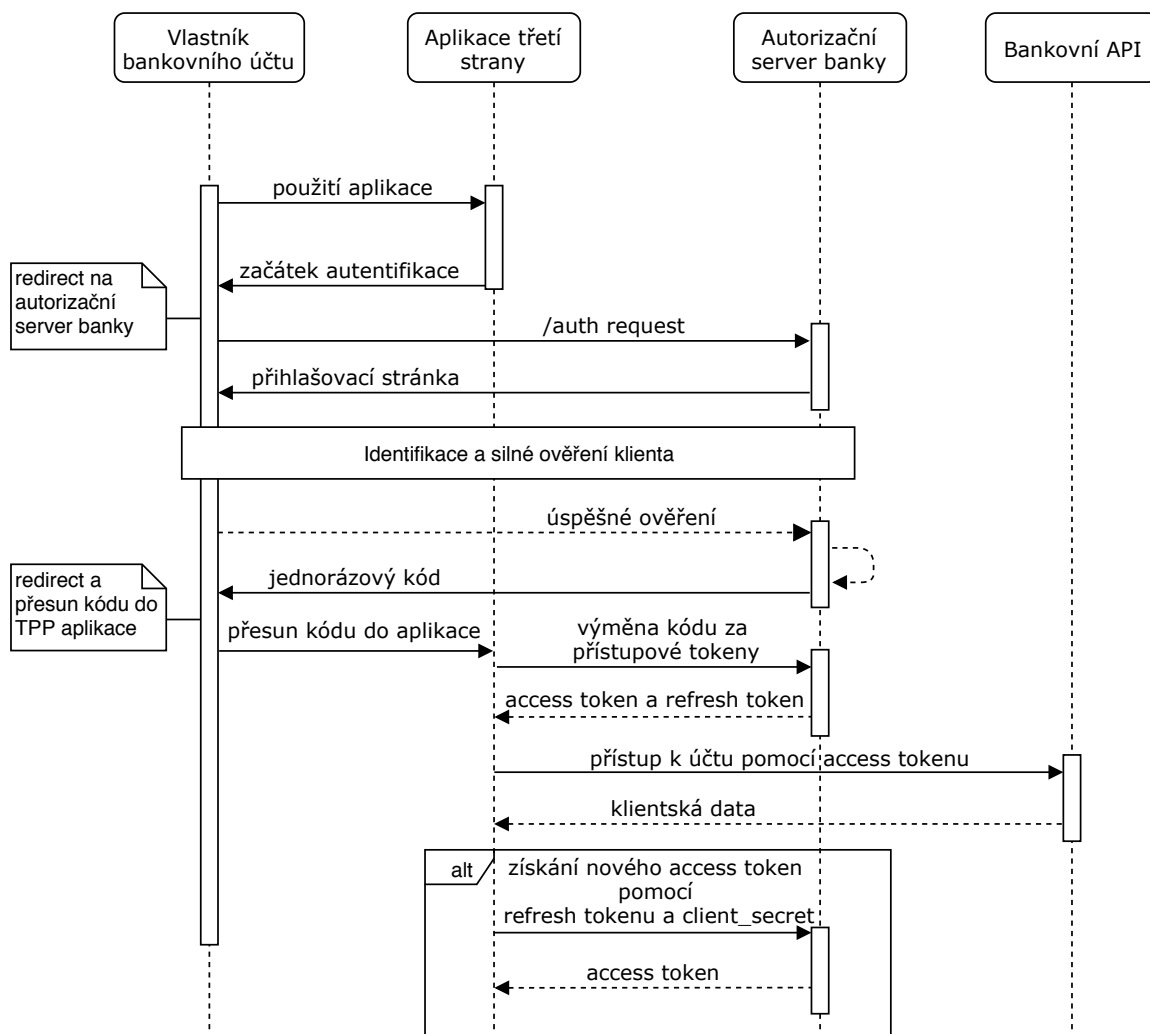 Vlastník
bankovního účtu
Aplikace třetí
strany
Autorizační
server banky
Bankovní API
použití aplikace
začátek autentifikace
redirect na
autorizační
server banky
/auth request
přihlašovací stránka
Identifikace a silné ověření klienta
úspěšné ověření
jednorázový kód
redirect a
přesun kódu do
TPP aplikace
přesun kódu do aplikace
výměna kódu za
přístupové tokeny
access token a refresh token
přístup k účtu pomocí access tokenu
klientská data
alt
získání nového access token
pomocí
refresh tokenu a client_secret
access token